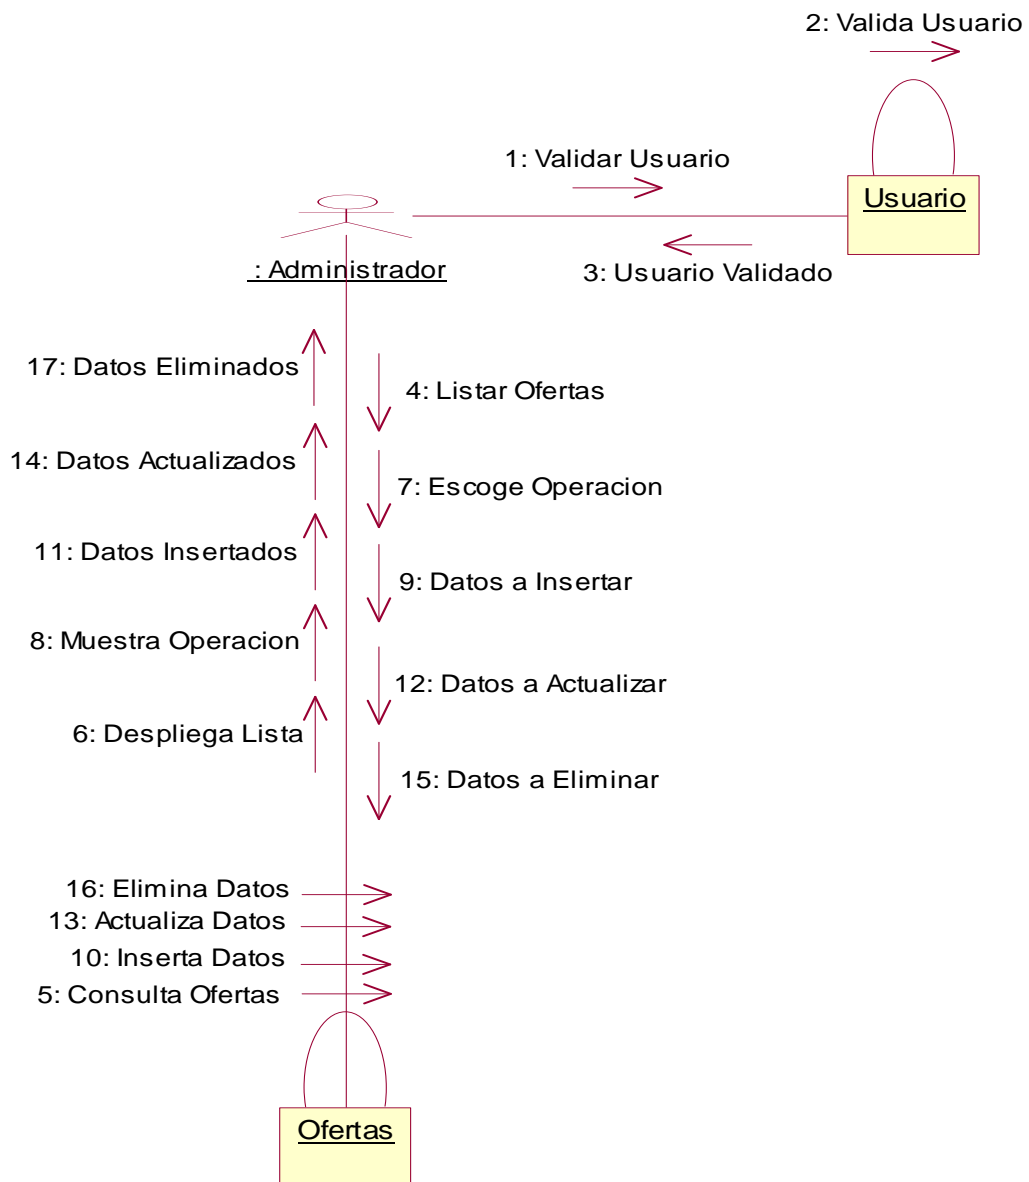 2: Valida Usuario
1: Validar Usuario
Usuario
3: Usuario Validado
: Administrador
17: Datos Eliminados
4: Listar Ofertas
14: Datos Actualizados
7: Escoge Operacion
11: Datos Insertados
9: Datos a Insertar
8: Muestra Operacion
12: Datos a Actualizar
6: Despliega Lista
15: Datos a Eliminar
16: Elimina Datos
13: Actualiza Datos
10: Inserta Datos
5: Consulta Ofertas
Ofertas